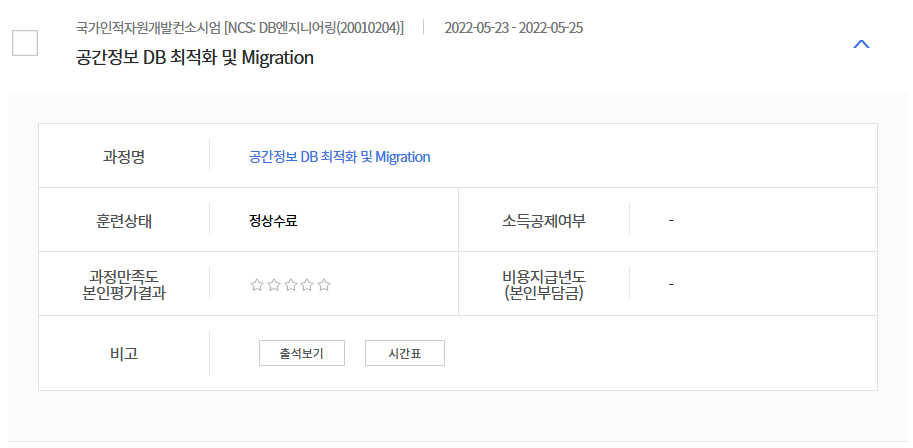 국가인적자원개발컨소시엄 [NCS: DB엔지니어링(20010204)] 2022-05-23 - 2022-05-25
공간정보 DB 최적화 및 Migration
과정명 공간정보 DB 최적화 및 Migration
훈련상태 정상수료 소득공제여부 -
과정만족도
본인평가결과
비용지급년도
(본인부담금) -
비고 출석보기 시간표